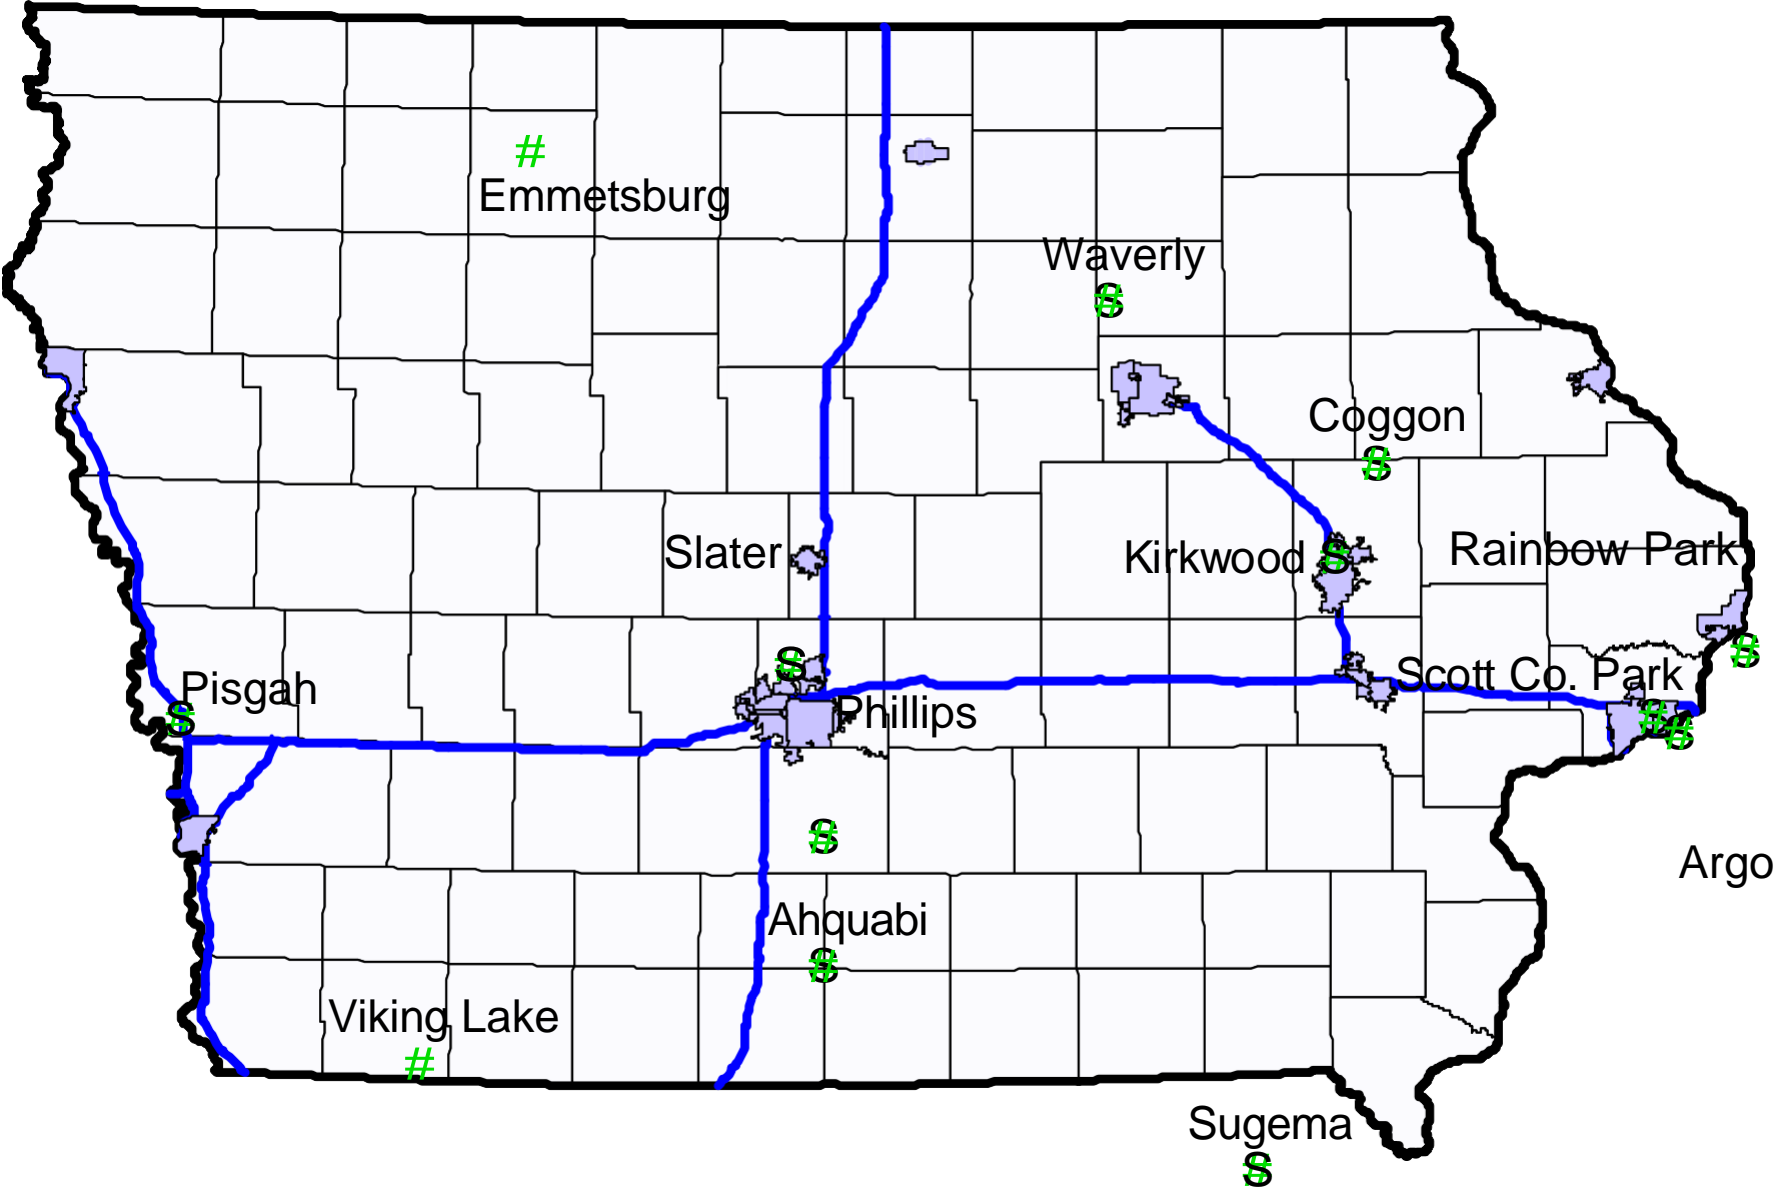 #
Emmetsburg
Waverly
#S
Coggon
#S
Slater
Kirkwood #S
Rainbow Park
#S
#S
Pisgah
#S
Scott Co. Park
Phillips
#S
#S
#S
Argo
Ahquabi
#S
Viking Lake
#
Sugema
#S